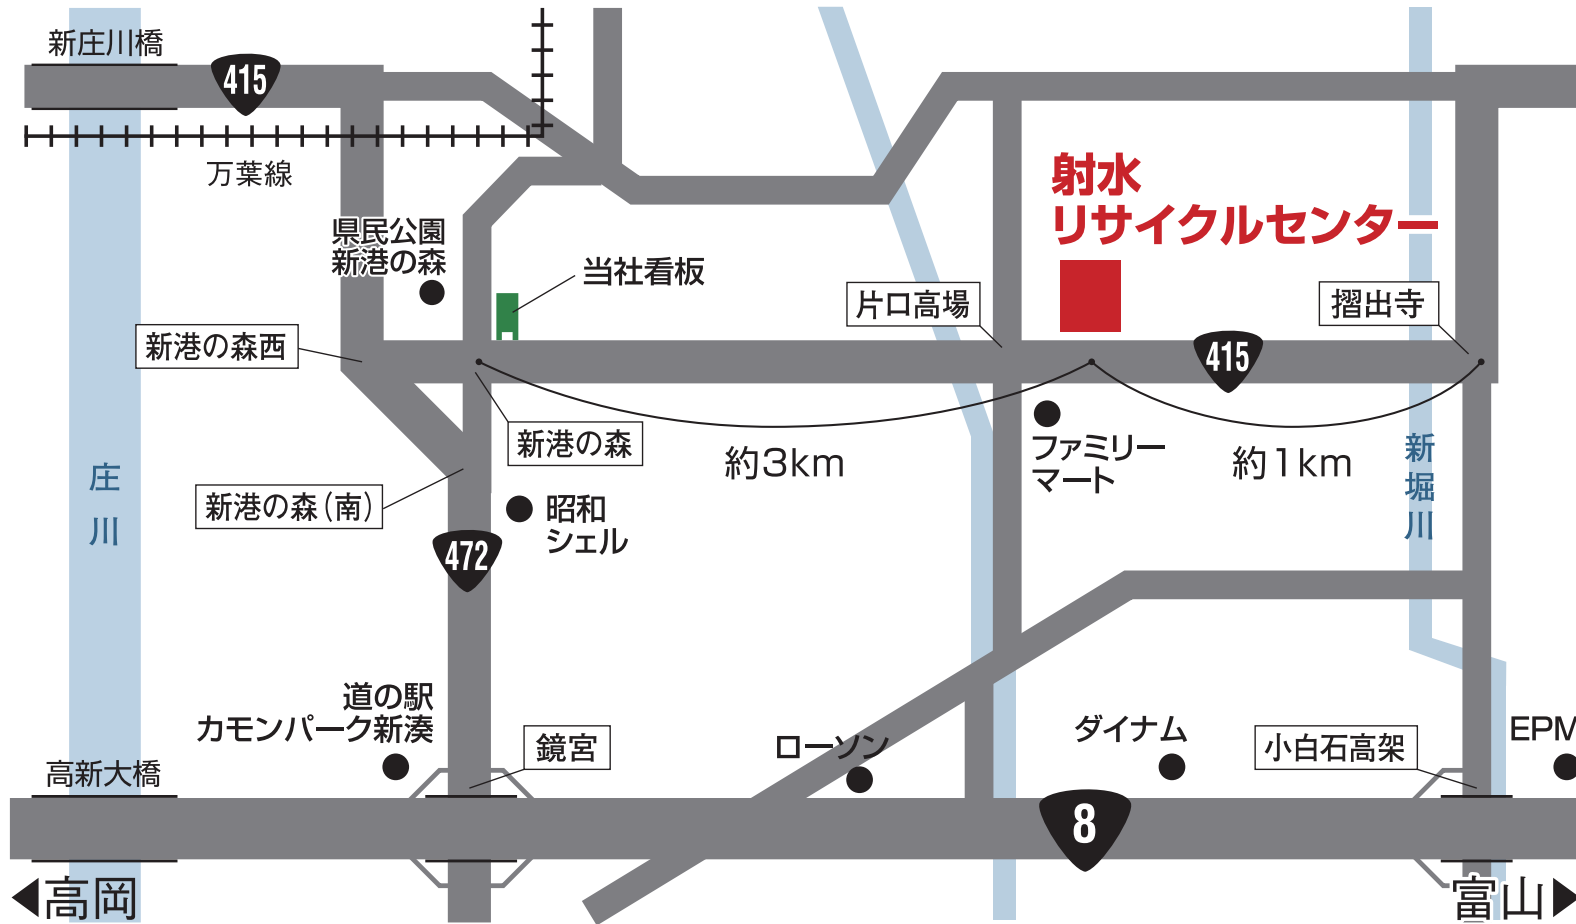 新庄川橋
415
万葉線
射水
リサイクルセンター
県民公園
新港の森
当社看板
片口高場
摺出寺
新港の森西
415
新港の森
約3km
ファミリー
マート
約1km
新堀川
庄川
新港の森(南)
昭和
シェル
472
道の駅
カモンパーク新湊
鏡宮
ローソン
ダイナム
小白石高架
EPM
高新大橋
8
高岡
富山